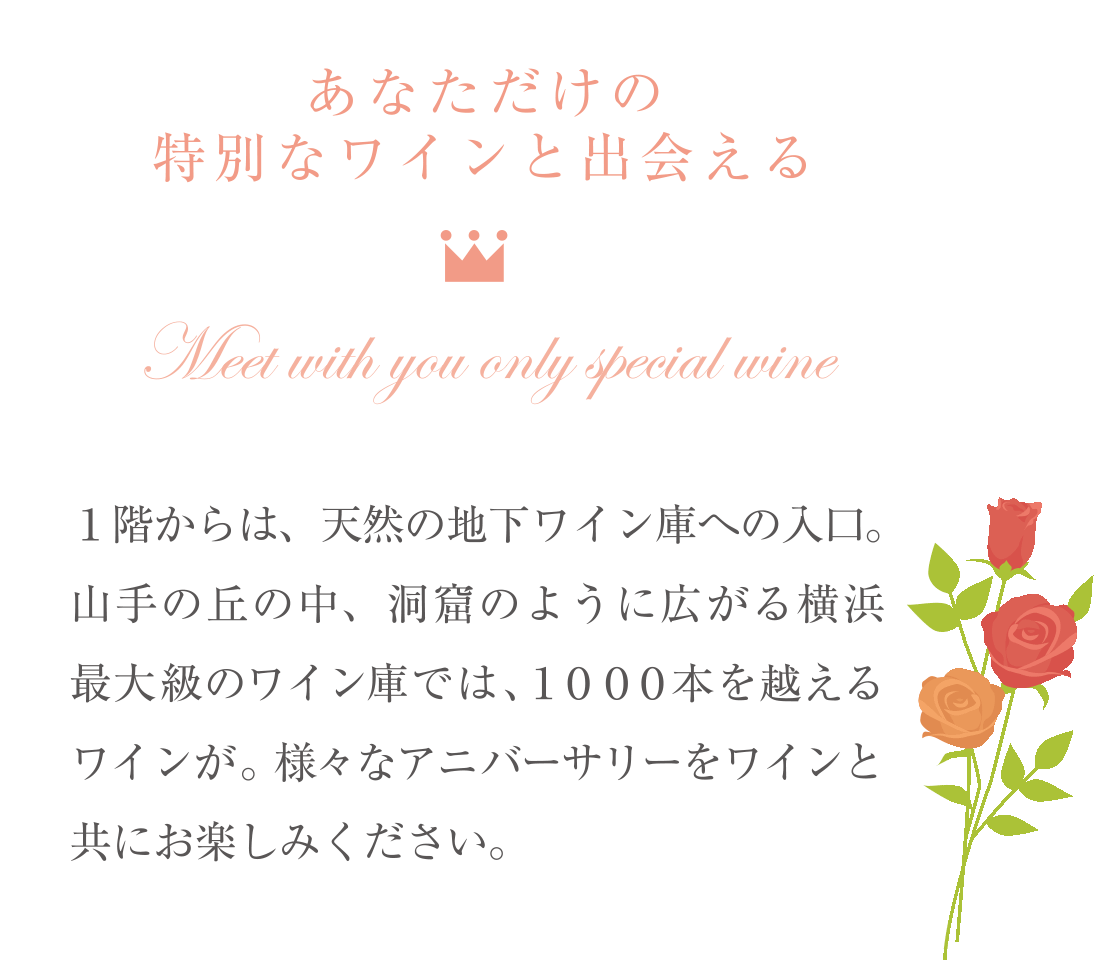 あなただけの
特別なワインと出会える
Meet with you only special wine
１階からは、天然の地下ワイン庫への入口。
山手の丘の中、洞窟のように広がる横浜
最大級のワイン庫では、１０００本を越える
ワインが。様々なアニバーサリーをワインと
共にお楽しみください。